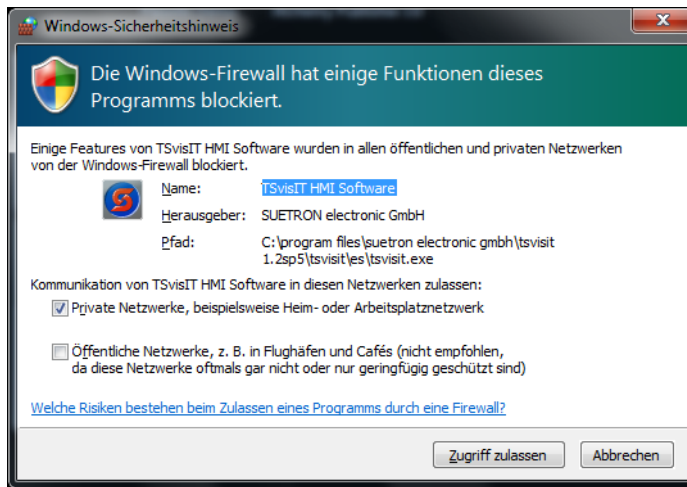 Windows-Sicherheitshinweis
Die Windows-Firewall hat einige Funktionen dieses
Programms blockiert.
Einige Features von TSvisIT HMI Software wurden in allen öffentlichen und privaten Netzwerken
von der Windows-Firewall blockiert.
Name: TSvisIT HMI Software
Herausgeber: SUETRON electronic GmbH
Pfad: C:\program files\suetron electronic gmbh\tsvisit
1.2sp5\tsvisit\es\tsvisit.exe
Kommunikation von TSvisIT HMI Software in diesen Netzwerken zulassen:
Private Netzwerke, beispielsweise Heim- oder Arbeitsplatznetzwerk
Öffentliche Netzwerke, z. B. in Flughäfen und Cafés (nicht empfohlen,
da diese Netzwerke oftmals gar nicht oder nur geringfügig geschützt sind)
Welche Risiken bestehen beim Zulassen eines Programms durch eine Firewall?
Zugriff zulassen Abbrechen